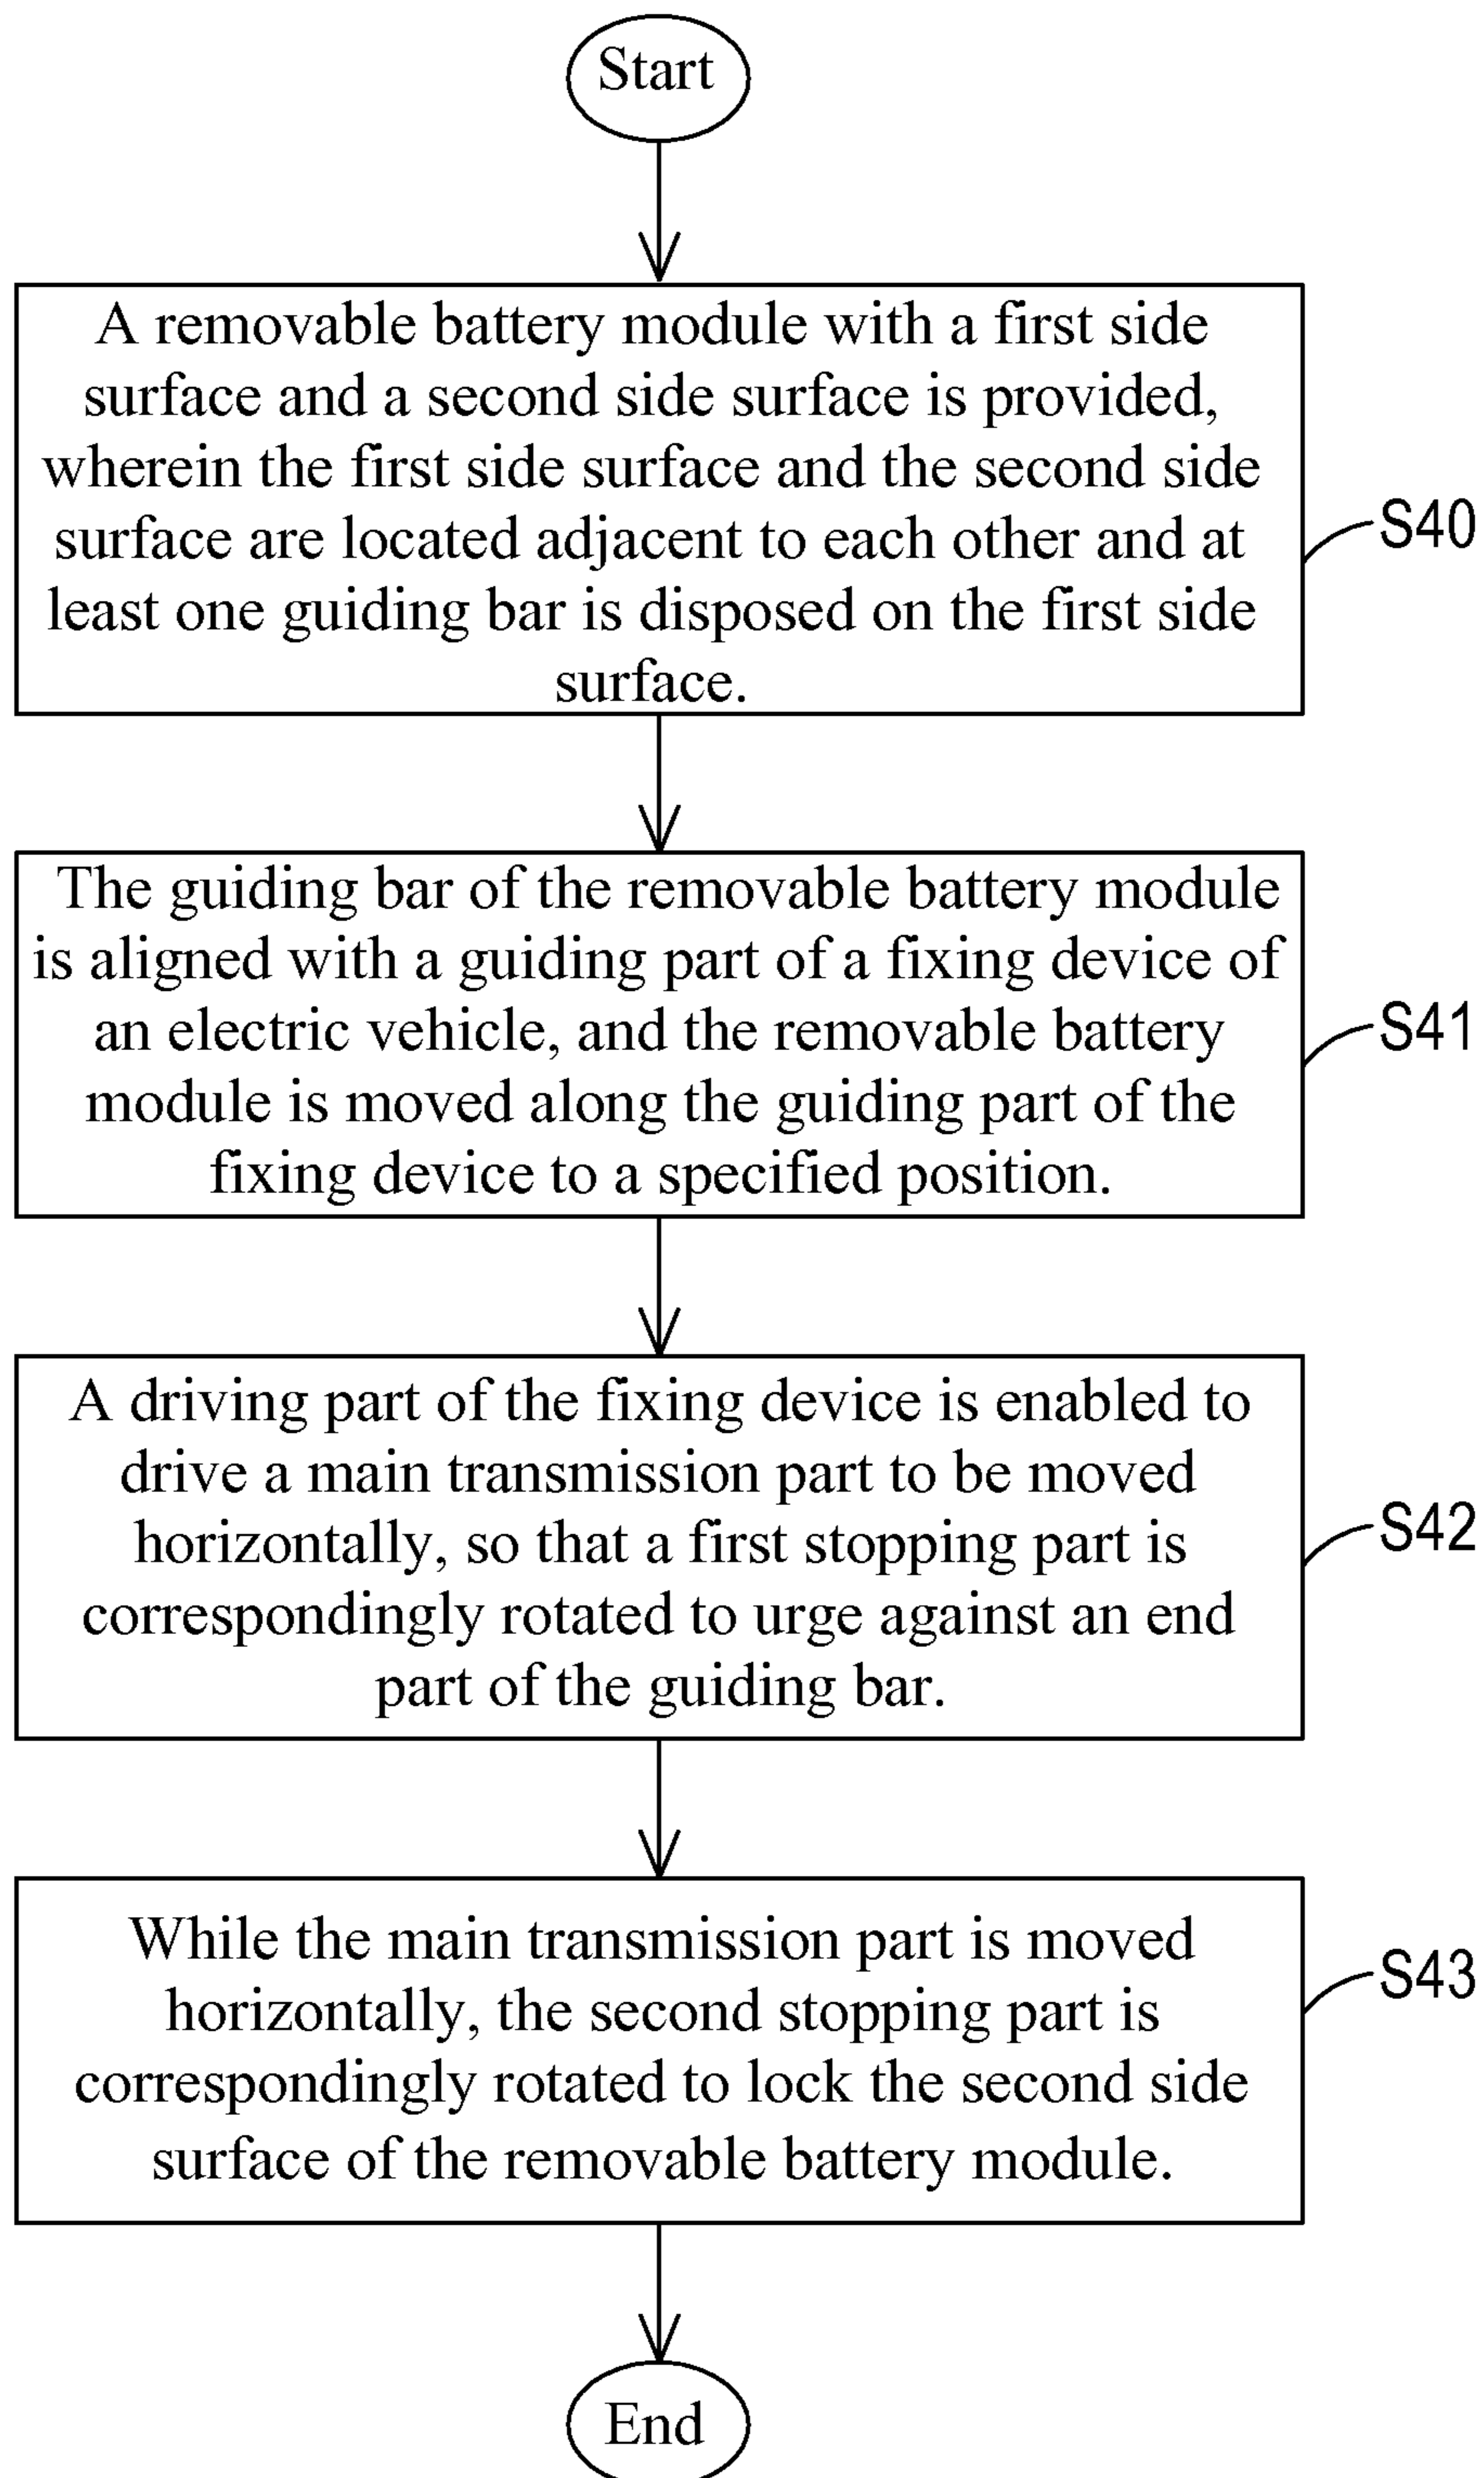 Start
A removable battery module with a first side
surface and a second side surface is provided,
wherein the first side surface and the second side
surface are located adjacent to each other and at
least one guiding bar is disposed on the first side
surface.
S40
The guiding bar of the removable battery module
is aligned with a guiding part of a fixing device of
an electric vehicle, and the removable battery
module is moved along the guiding part of the
fixing device to a specified position.
S41
A driving part of the fixing device is enabled to
drive a main transmission part to be moved
horizontally, so that a first stopping part is
correspondingly rotated to urge against an end
part of the guiding bar.
S42
While the main transmission part is moved
horizontally, the second stopping part is
correspondingly rotated to lock the second side
surface of the removable battery module.
S43
End